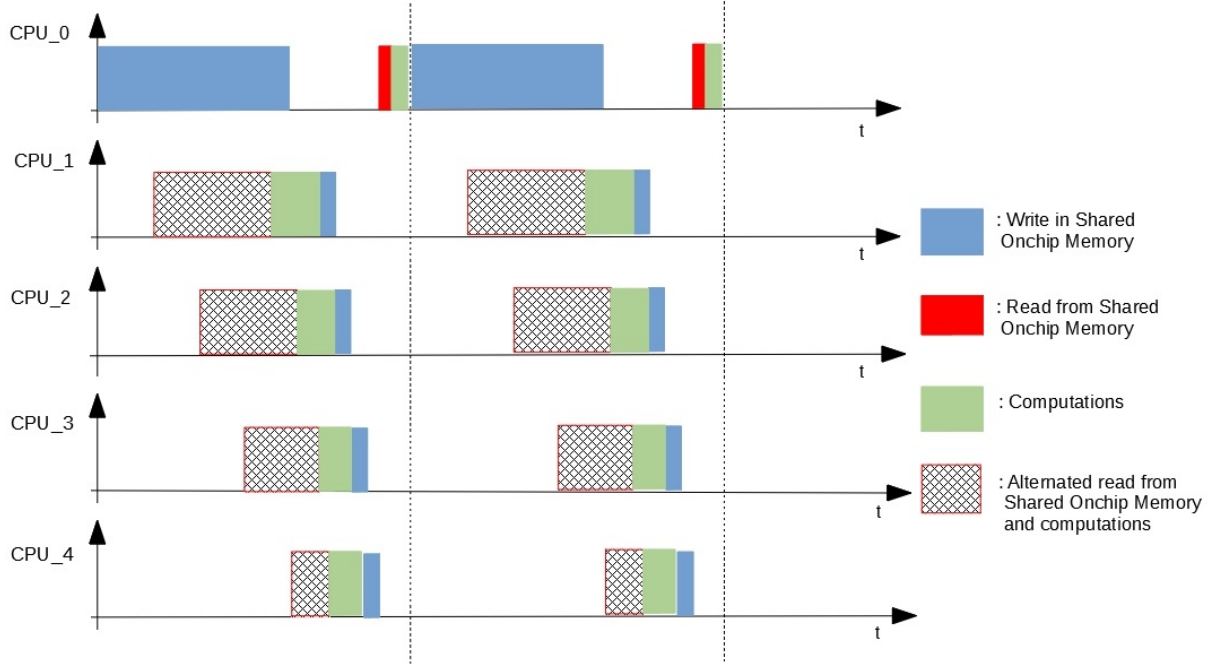 CPU_0
t
CPU_1
t
CPU_2
t
CPU_3
t
CPU_4
t
: Write in Shared
Onchip Memory
: Read from Shared
Onchip Memory
: Computations
: Alternated read from
Shared Onchip Memory
and computations